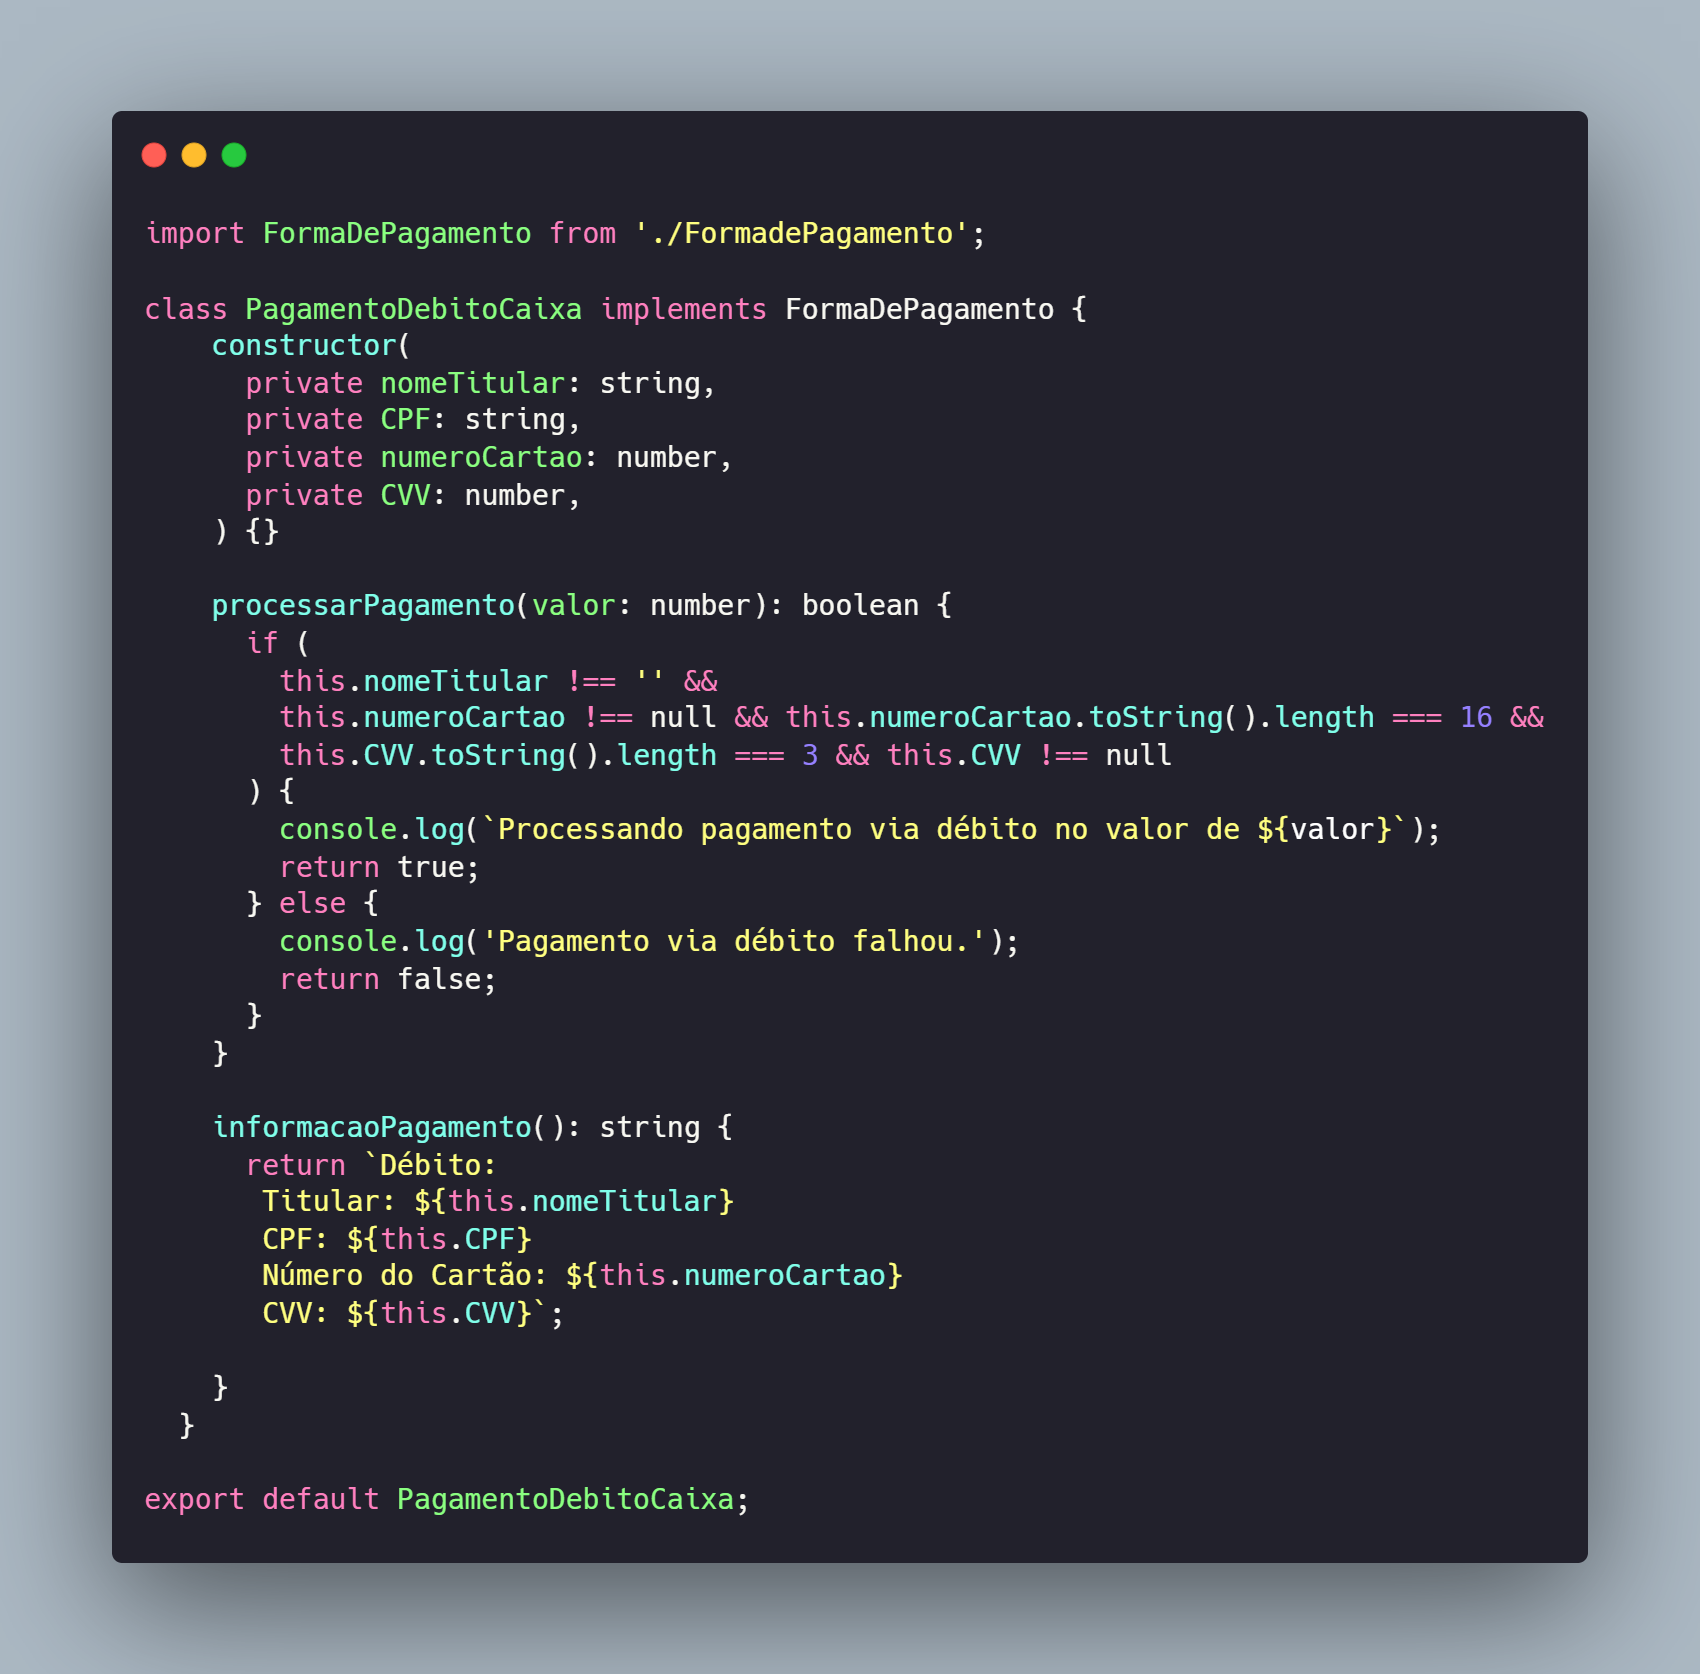 import FormaDePagamento from './FormadePagamento';
class PagamentoDebitoCaixa implements FormaDePagamento {
    constructor(
      private nomeTitular: string,
      private CPF: string,
      private numeroCartao: number,
      private CVV: number,
    ) {}
    processarPagamento(valor: number): boolean {
      if (
        this.nomeTitular !== '' &&
        this.numeroCartao !== null && this.numeroCartao.toString().length === 16 &&
        this.CVV.toString().length === 3 && this.CVV !== null
      ) {
        console.log(`Processando pagamento via débito no valor de ${valor}`);
        return true;
      } else {
        console.log('Pagamento via débito falhou.');
        return false;
      }
    }
    informacaoPagamento(): string {
      return `Débito:
       Titular: ${this.nomeTitular}
       CPF: ${this.CPF}
       Número do Cartão: ${this.numeroCartao}
       CVV: ${this.CVV}`;
    }
  }
export default PagamentoDebitoCaixa;